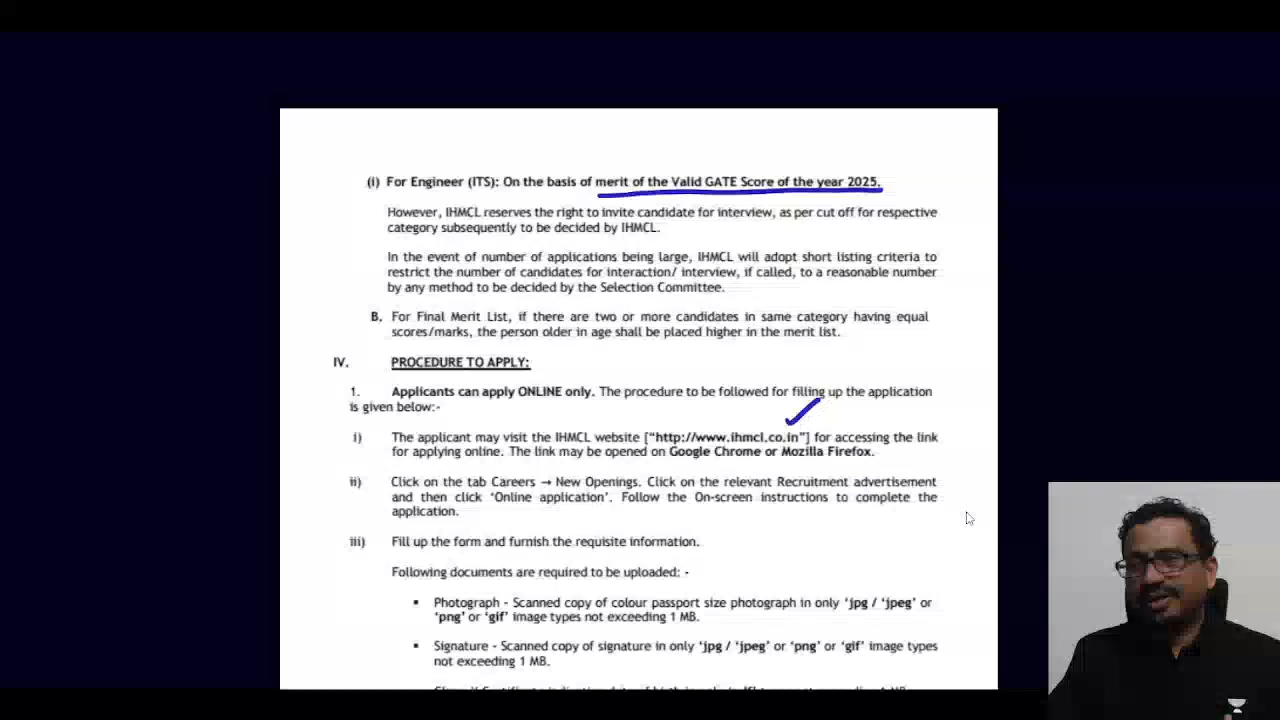 (i) For Engineer (ITS): On the basis of merit of the Valid GATE Score of the year 2025.
However, IHMCL reserves the right to invite candidate for interview, as per cut off for respective
category subsequently to be decided by IHMCL.
In the event of number of applications being large, IHMCL will adopt short listing criteria to
restrict the number of candidates for interaction/ interview, if called, to a reasonable number
by any method to be decided by the Selection Committee.
B. For Final Merit List, if there are two or more candidates in same category having equal
scores/marks, the person older in age shall be placed higher in the merit list.
IV. PROCEDURE TO APPLY:
1. Applicants can apply ONLINE only. The procedure to be followed for filling up the application
is given below:-
i) The applicant may visit the IHMCL website ["http://www.ihmcl.co.in"] for accessing the link
for applying online. The link may be opened on Google Chrome or Mozilla Firefox.
ii) Click on the tab Careers → New Openings. Click on the relevant Recruitment advertisement
and then click 'Online application'. Follow the On-screen instructions to complete the
application.
iii) Fill up the form and furnish the requisite information.
Following documents are required to be uploaded: -
▪ Photograph - Scanned copy of colour passport size photograph in only 'jpg / 'jpeg' or
'png' or 'gif' image types not exceeding 1 MB.
▪ Signature - Scanned copy of signature in only 'jpg / 'jpeg' or 'png' or 'gif' image types
not exceeding 1 MB.